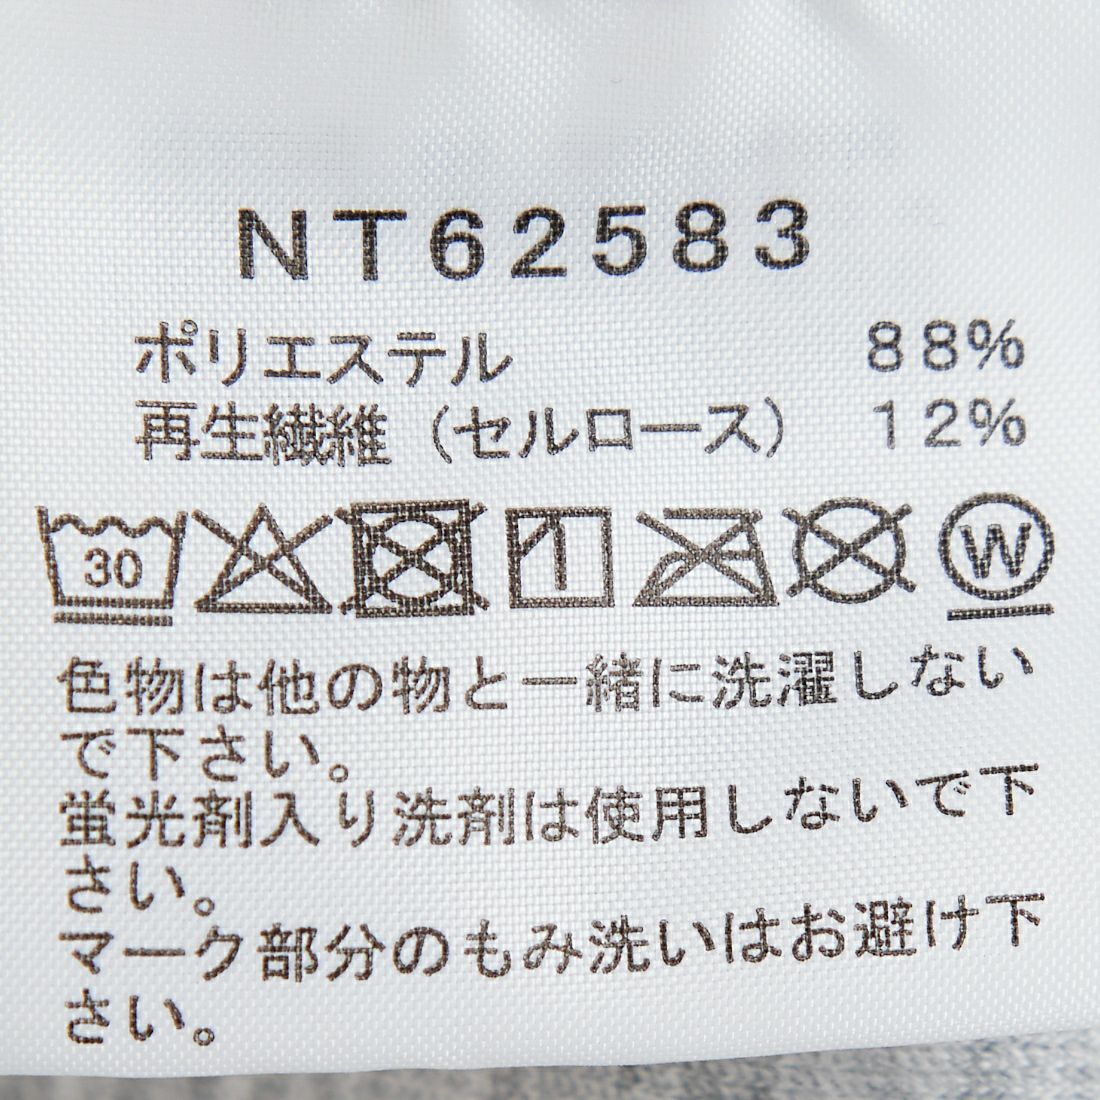 NT62583
ポリエステル 88%
再生繊維（セルロース） 12%
30 W
色物は他の物と一緒に洗濯しない
で下さい。
蛍光剤入り洗剤は使用しないで下
さい。
マーク部分のもみ洗いはお避け下
さい。